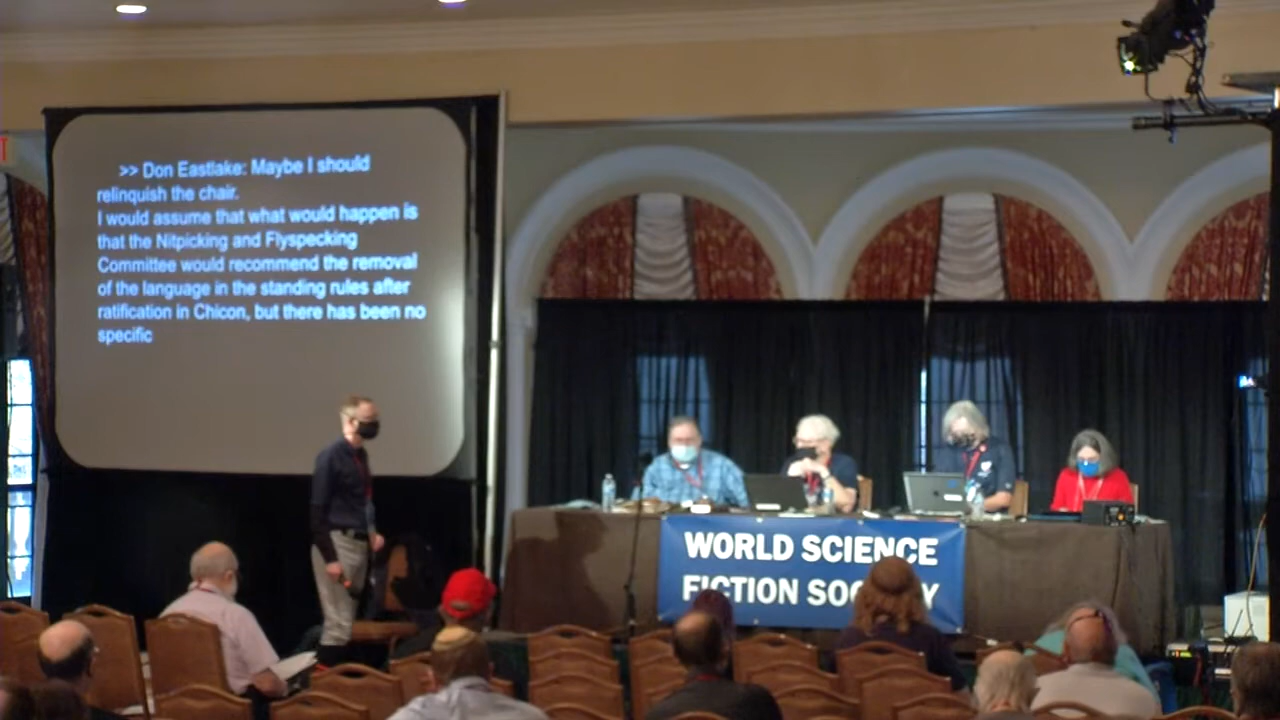 >> Don Eastlake: Maybe I should
relinquish the chair.
I would assume that what would happen is
that the Nitpicking and Flyspecking
Committee would recommend the removal
of the language in the standing rules after
ratification in Chicon, but there has been no
specific
WORLD SCIENCE
FICTION SOCIETY